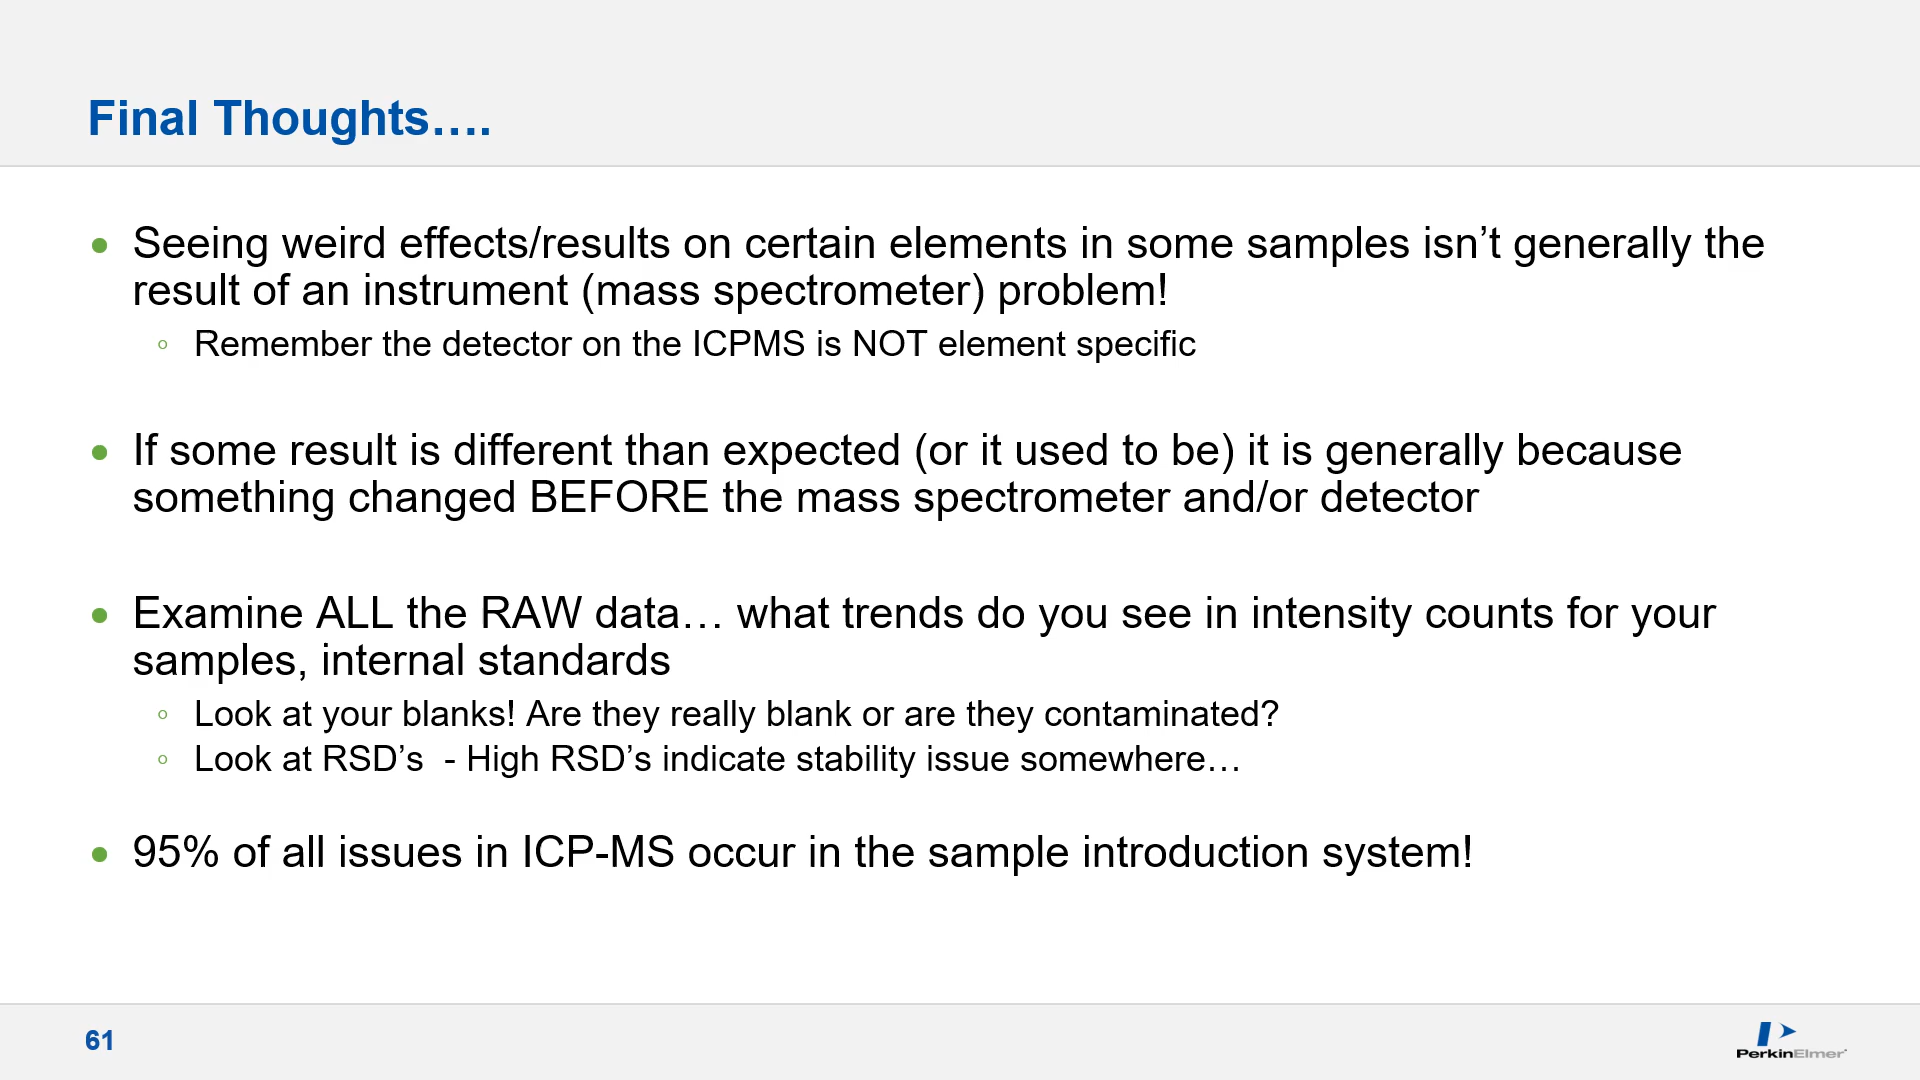 Final Thoughts….
• Seeing weird effects/results on certain elements in some samples isn’t generally the
result of an instrument (mass spectrometer) problem!
◦ Remember the detector on the ICPMS is NOT element specific
• If some result is different than expected (or it used to be) it is generally because
something changed BEFORE the mass spectrometer and/or detector
• Examine ALL the RAW data… what trends do you see in intensity counts for your
samples, internal standards
◦ Look at your blanks! Are they really blank or are they contaminated?
◦ Look at RSD’s  - High RSD’s indicate stability issue somewhere…
• 95% of all issues in ICP-MS occur in the sample introduction system!
61
PerkinElmer